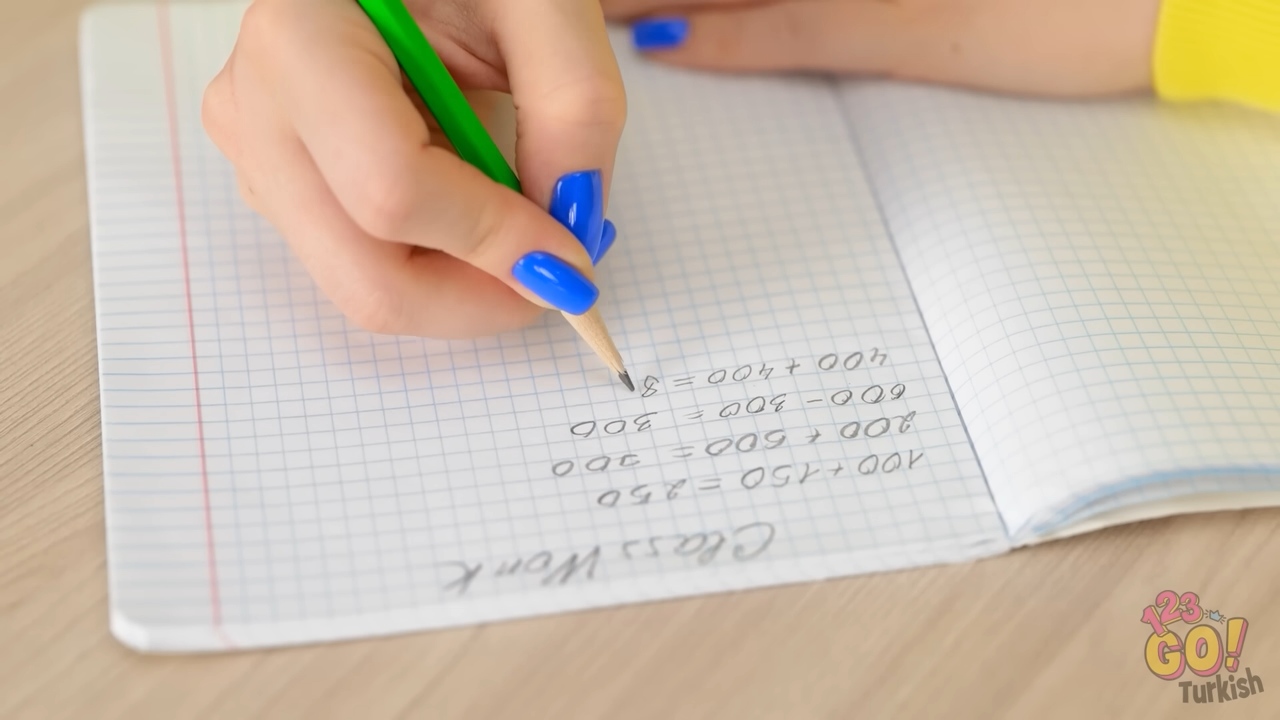 Class Work
100 + 150 = 250
200 + 500 = 700
600 - 300 = 300
400 + 400 = 8
123
GO!
Turkish